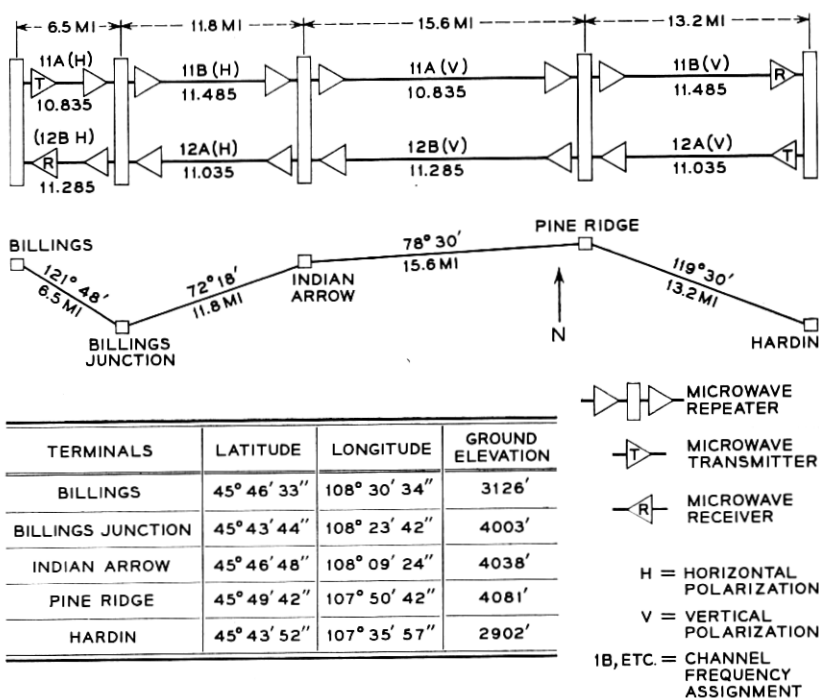 6.5 MI 11.8 MI 15.6 MI 13.2 MI
11A (H) 11B (H) 11A (V) 11B (V)
T R
10.835 11.485 10.835 11.485
(12B H) 12A (H) 12B (V) 12A (V)
R T
11.285 11.035 11.285 11.035
BILLINGS
121° 48′
6.5 MI
BILLINGS
JUNCTION
72° 18′
11.8 MI
INDIAN
ARROW
78° 30′
15.6 MI
PINE RIDGE
119° 30′
13.2 MI
N
HARDIN
TERMINALS LATITUDE LONGITUDE GROUND ELEVATION
BILLINGS 45° 46′ 33″ 108° 30′ 34″ 3126′
BILLINGS JUNCTION 45° 43′ 44″ 108° 23′ 42″ 4003′
INDIAN ARROW 45° 46′ 48″ 108° 09′ 24″ 4038′
PINE RIDGE 45° 49′ 42″ 107° 50′ 42″ 4081′
HARDIN 45° 43′ 52″ 107° 35′ 57″ 2902′
MICROWAVE
REPEATER
T MICROWAVE
TRANSMITTER
R MICROWAVE
RECEIVER
H = HORIZONTAL
POLARIZATION
V = VERTICAL
POLARIZATION
1B, ETC. = CHANNEL
FREQUENCY
ASSIGNMENT